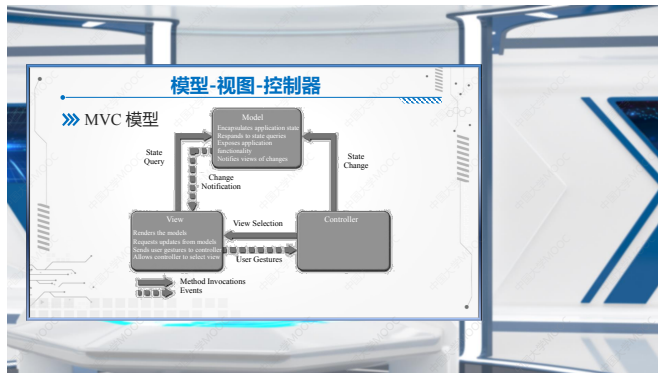 模型-视图-控制器
MVC 模型
Model
Encapsulates application state
Respands to state queries
Exposes application
functionality
Notifies views of changes
State
Query
Change
Notification
State
Change
View
Renders the models
Requests updates from models
Sends user gestures to controller
Allows controller to select view
View Selection
Controller
User Gestures
Method Invocations
Events